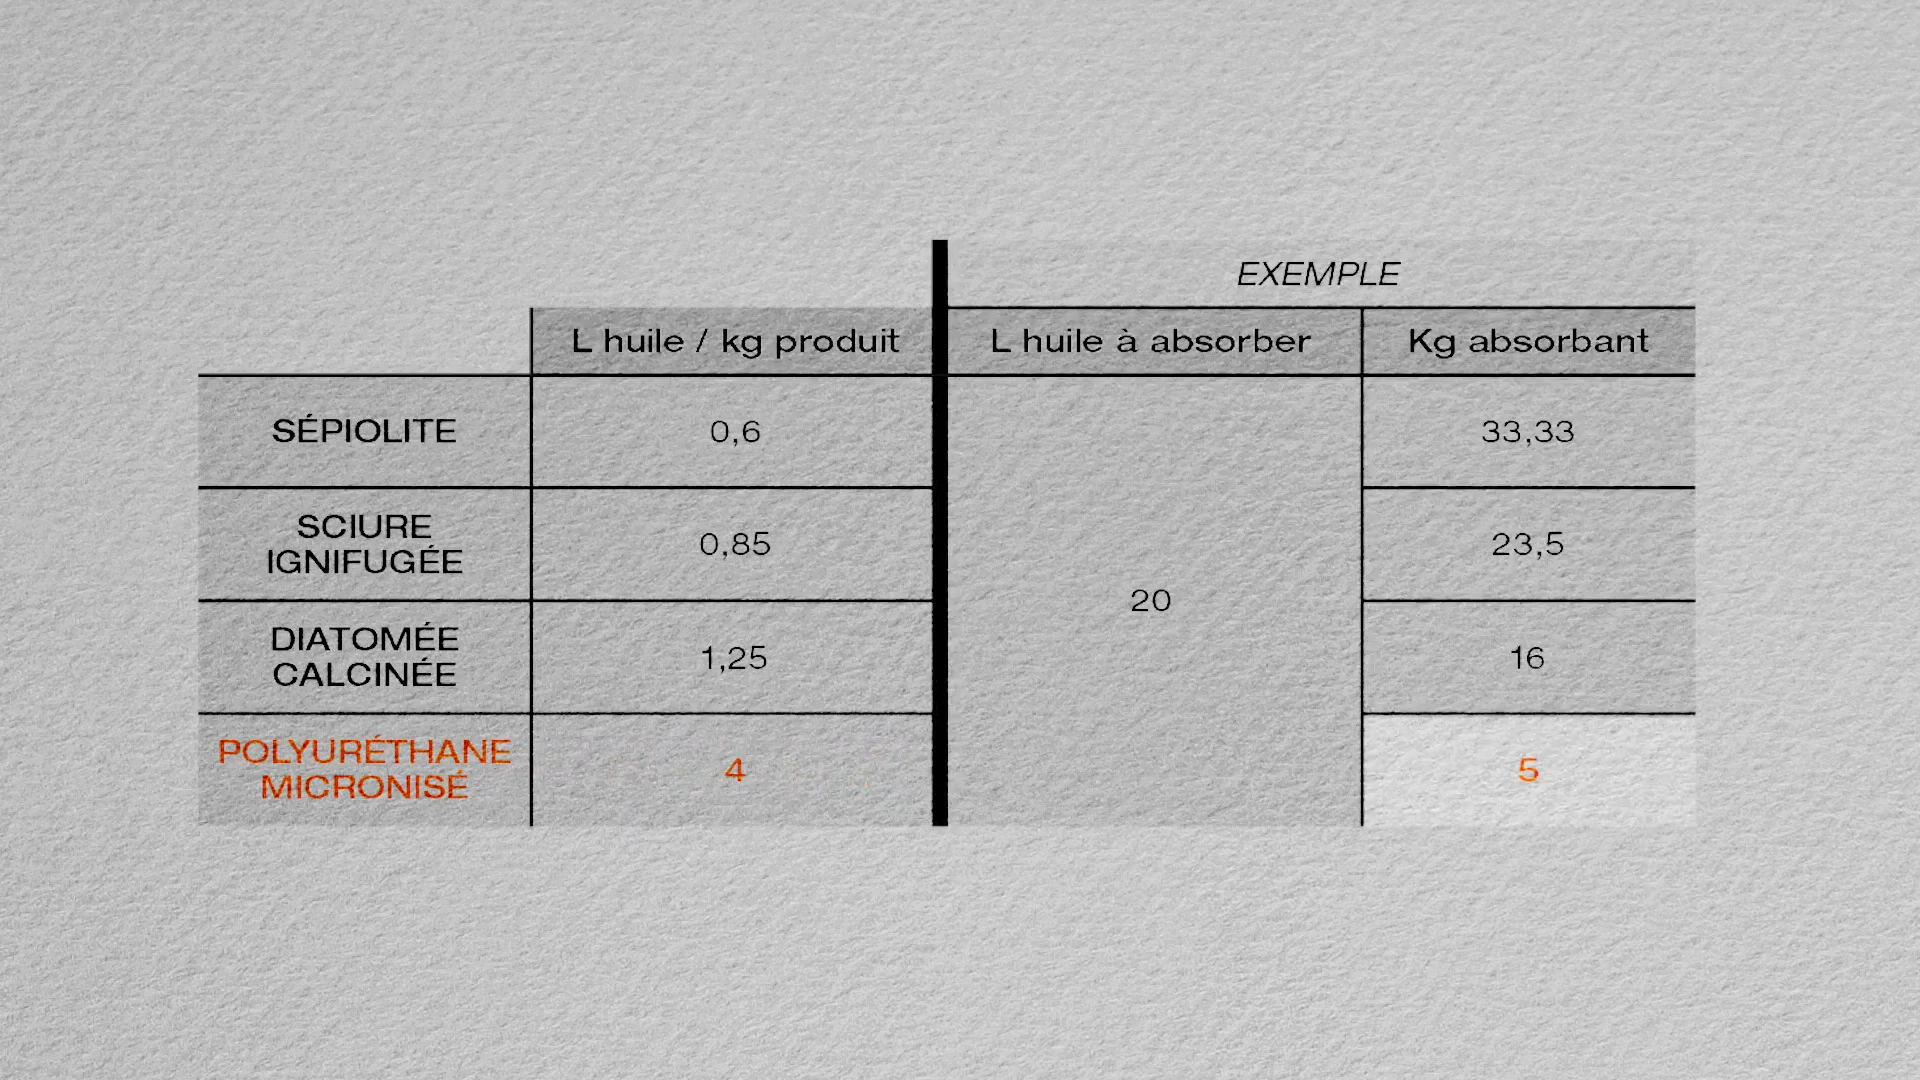 EXEMPLE
L huile / kg produit
L huile à absorber
Kg absorbant
SÉPIOLITE
0,6
33,33
SCIURE
IGNIFUGÉE
0,85
23,5
20
DIATOMÉE
CALCINÉE
1,25
16
POLYURÉTHANE
MICRONISÉ
4
5